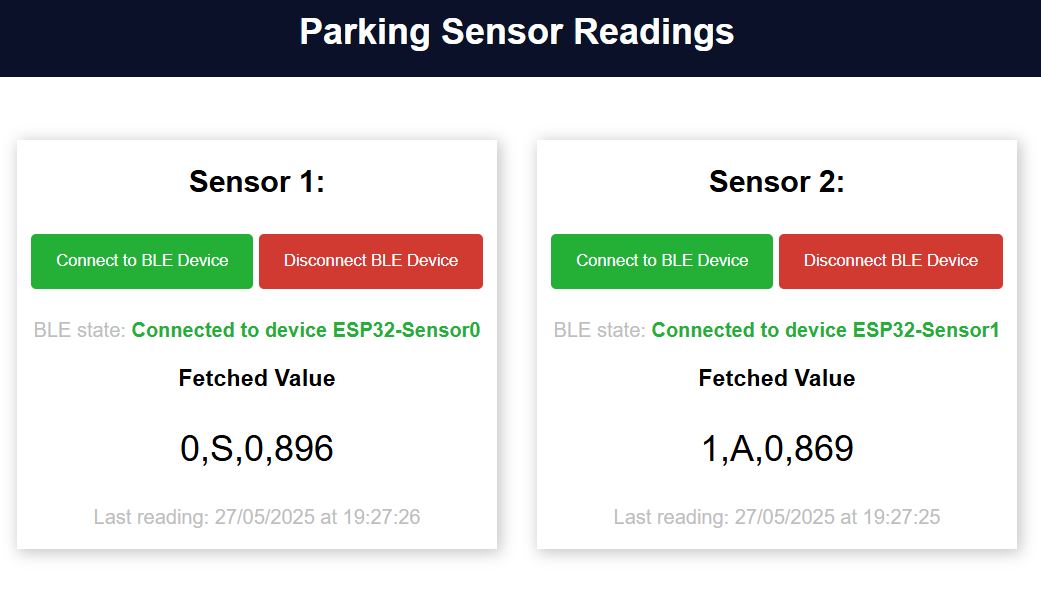 Parking Sensor Readings
Sensor 1:
Connect to BLE Device
Disconnect BLE Device
BLE state: Connected to device ESP32-Sensor0
Fetched Value
0,S,0,896
Last reading: 27/05/2025 at 19:27:26
Sensor 2:
Connect to BLE Device
Disconnect BLE Device
BLE state: Connected to device ESP32-Sensor1
Fetched Value
1,A,0,869
Last reading: 27/05/2025 at 19:27:25